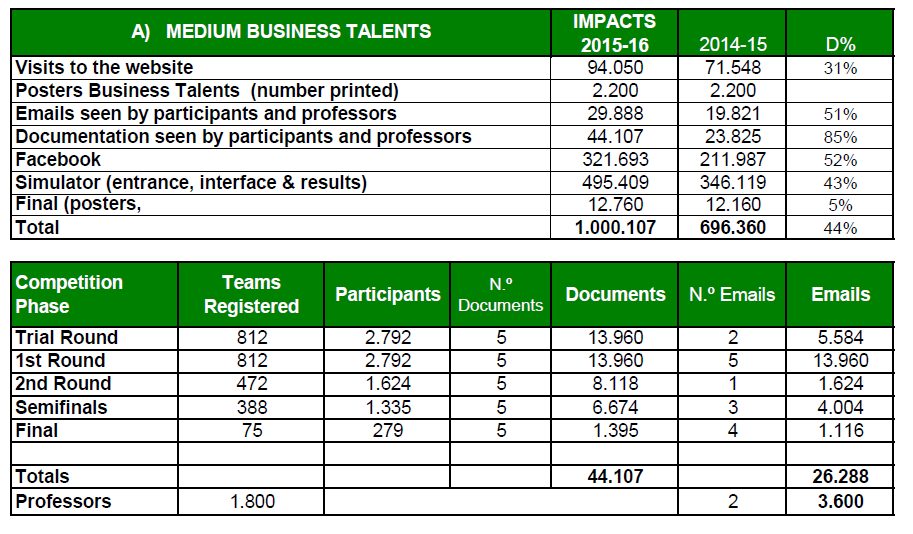 A) MEDIUM BUSINESS TALENTS IMPACTS 2015-16 2014-15 D%
Visits to the website 94.050 71.548 31%
Posters Business Talents (number printed) 2.200 2.200
Emails seen by participants and professors 29.888 19.821 51%
Documentation seen by participants and professors 44.107 23.825 85%
Facebook 321.693 211.987 52%
Simulator (entrance, interface & results) 495.409 346.119 43%
Final (posters, 12.760 12.160 5%
Total 1.000.107 696.360 44%
Competition Phase Teams Registered Participants N.º Documents Documents N.º Emails Emails
Trial Round 812 2.792 5 13.960 2 5.584
1st Round 812 2.792 5 13.960 5 13.960
2nd Round 472 1.624 5 8.118 1 1.624
Semifinals 388 1.335 5 6.674 3 4.004
Final 75 279 5 1.395 4 1.116
Totals 44.107 26.288
Professors 1.800 2 3.600